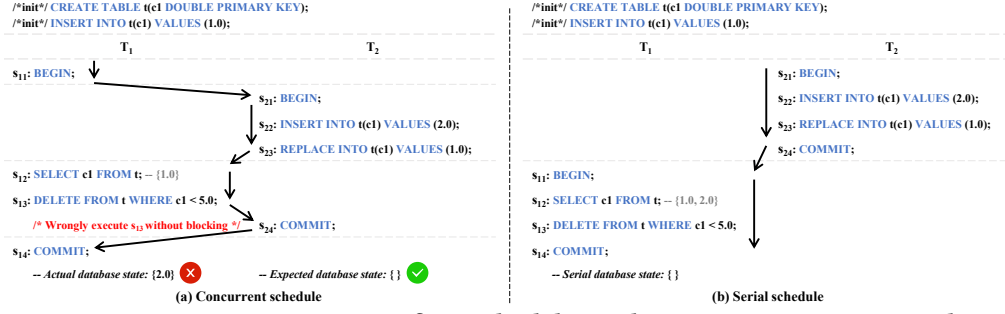 /*init*/ CREATE TABLE t(c1 DOUBLE PRIMARY KEY);
/*init*/ INSERT INTO t(c1) VALUES (1.0);
T1
T2
s11: BEGIN;
s21: BEGIN;
s22: INSERT INTO t(c1) VALUES (2.0);
s23: REPLACE INTO t(c1) VALUES (1.0);
s12: SELECT c1 FROM t; -- {1.0}
s13: DELETE FROM t WHERE c1 < 5.0;
/* Wrongly execute s13 without blocking */
s24: COMMIT;
s14: COMMIT;
-- Actual database state: {2.0}
-- Expected database state: { }
(a) Concurrent schedule
/*init*/ CREATE TABLE t(c1 DOUBLE PRIMARY KEY);
/*init*/ INSERT INTO t(c1) VALUES (1.0);
T1
T2
s21: BEGIN;
s22: INSERT INTO t(c1) VALUES (2.0);
s23: REPLACE INTO t(c1) VALUES (1.0);
s24: COMMIT;
s11: BEGIN;
s12: SELECT c1 FROM t; -- {1.0, 2.0}
s13: DELETE FROM t WHERE c1 < 5.0;
s14: COMMIT;
-- Serial database state: { }
(b) Serial schedule